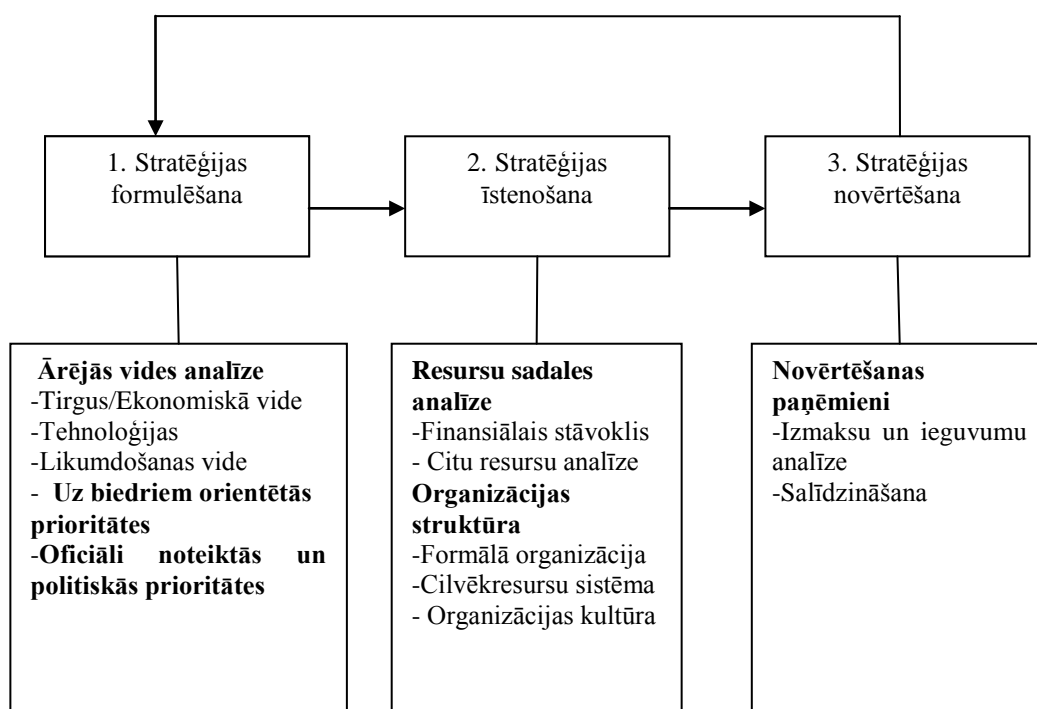 1. Stratēģijas
formulēšana
2. Stratēģijas
īstenošana
3. Stratēģijas
novērtēšana
Ārējās vides analīze
-Tirgus/Ekonomiskā vide
-Tehnoloģijas
-Likumdošanas vide
- Uz biedriem orientētās
prioritātes
-Oficiāli noteiktās un
politiskās prioritātes
Resursu sadales
analīze
-Finansiālais stāvoklis
- Citu resursu analīze
Organizācijas
struktūra
-Formālā organizācija
-Cilvēkresursu sistēma
- Organizācijas kultūra
Novērtēšanas
paņēmieni
-Izmaksu un ieguvumu
analīze
-Salīdzināšana